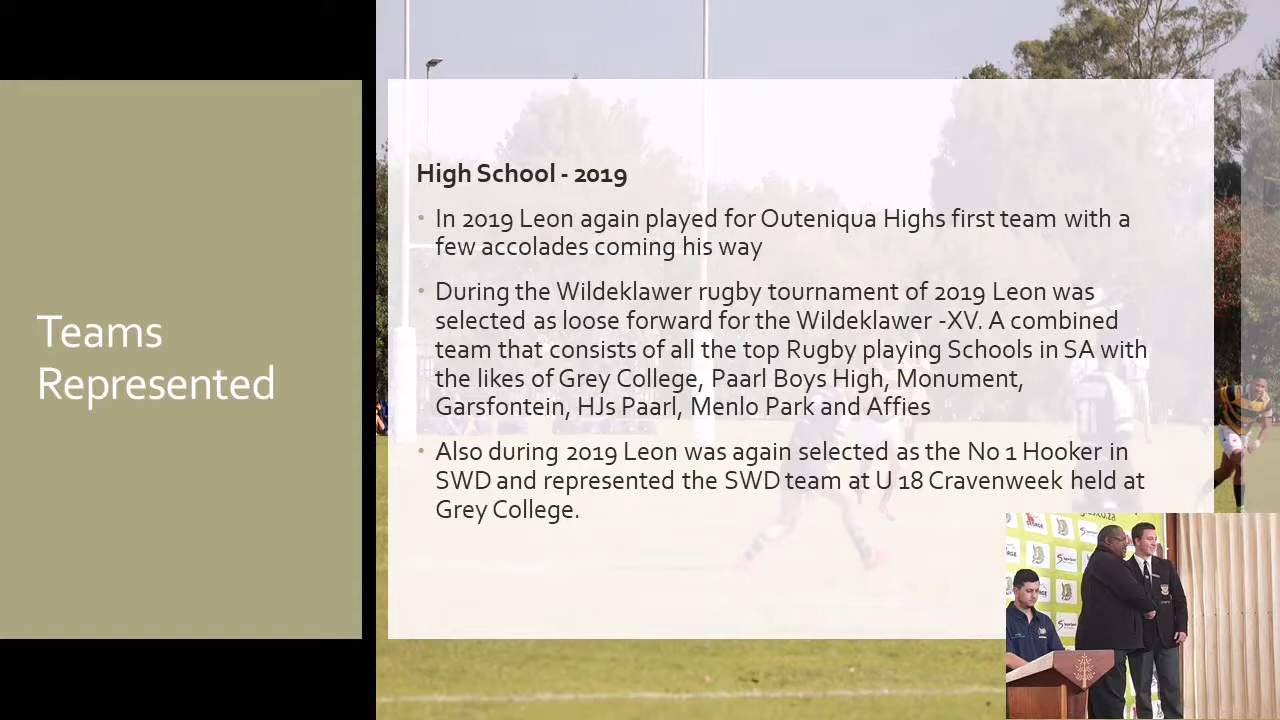 Teams
Represented
High School - 2019
In 2019 Leon again played for Outeniqua Highs first team with a
few accolades coming his way
During the Wildeklawer rugby tournament of 2019 Leon was
selected as loose forward for the Wildeklawer -XV. A combined
team that consists of all the top Rugby playing Schools in SA with
the likes of Grey College, Paarl Boys High, Monument,
Garsfontein, HJs Paarl, Menlo Park and Affies
Also during 2019 Leon was again selected as the No 1 Hooker in
SWD and represented the SWD team at U 18 Cravenweek held at
Grey College.